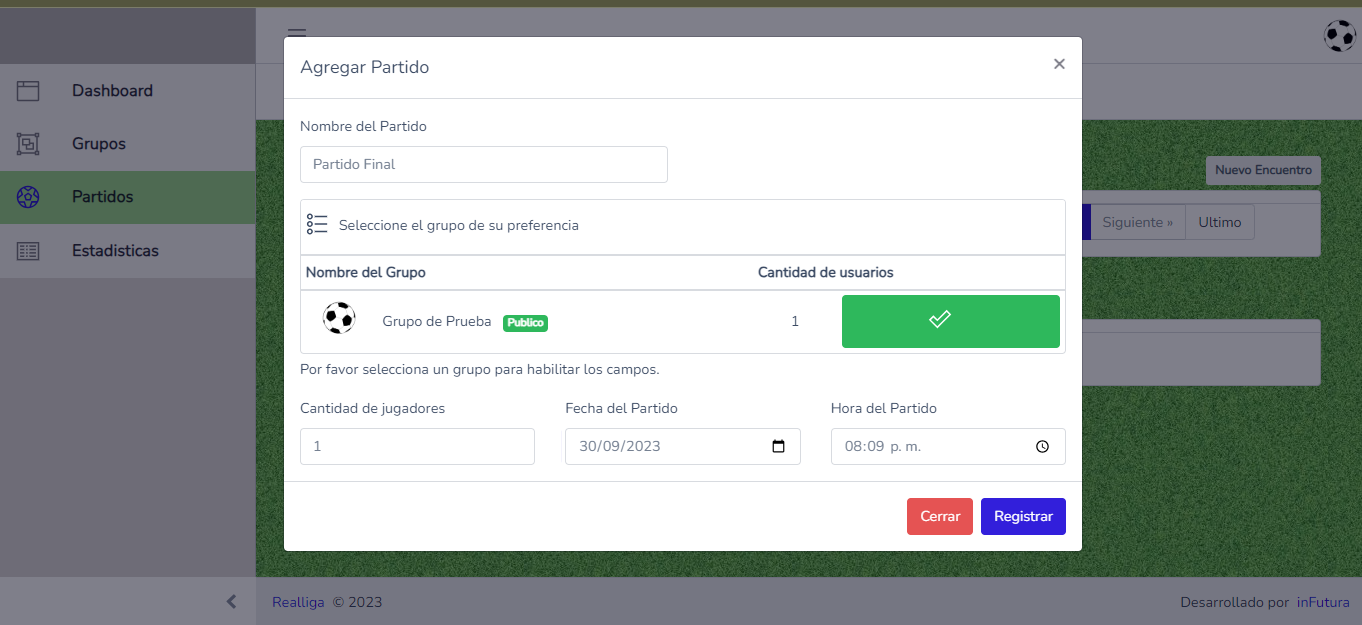 Agregar Partido ×
Dashboard
Grupos
Partidos
Estadisticas
Nombre del Partido
Partido Final
Nuevo Encuentro
Siguiente »
Ultimo
Seleccione el grupo de su preferencia
Nombre del Grupo Cantidad de usuarios
Grupo de Prueba Publico 1
Por favor selecciona un grupo para habilitar los campos.
Cantidad de jugadores Fecha del Partido Hora del Partido
1 30/09/2023 08:09 p. m.
Cerrar Registrar
Realliga © 2023 Desarrollado por inFutura